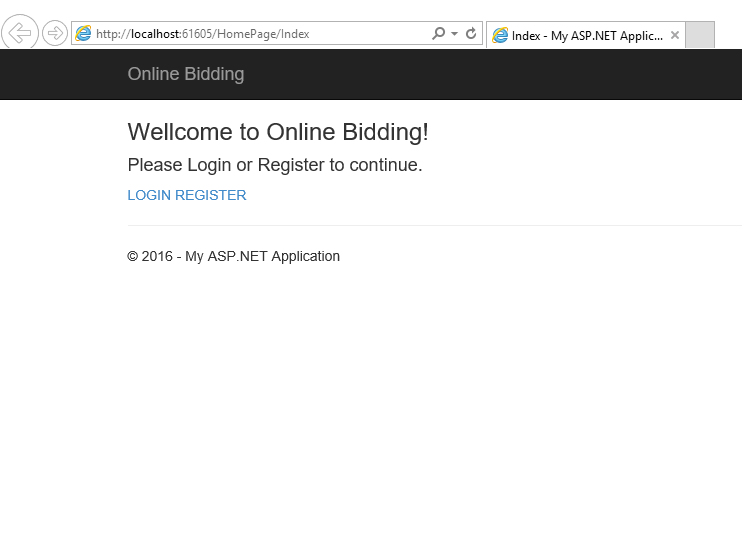 http://localhost:61605/HomePage/Index
Index - My ASP.NET Applic...
Online Bidding
Wellcome to Online Bidding!
Please Login or Register to continue.
LOGIN REGISTER
© 2016 - My ASP.NET Application